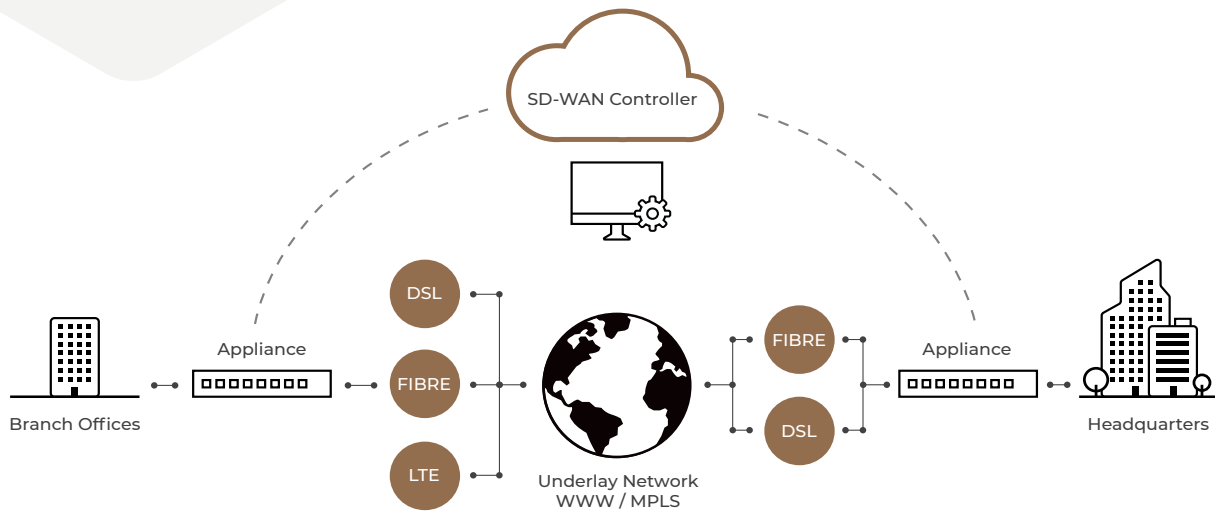 SD-WAN Controller
DSL
Appliance
FIBRE
LTE
Branch Offices
Underlay Network
WWW / MPLS
FIBRE
DSL
Appliance
Headquarters